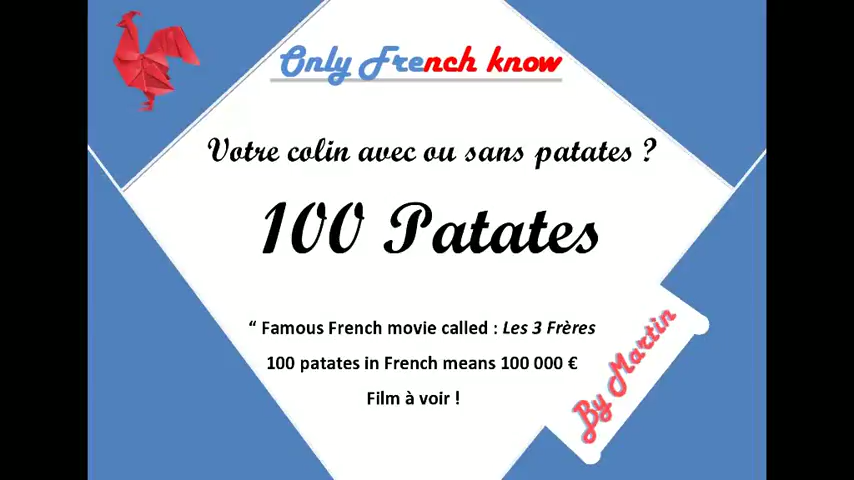 Only French know
Votre colin avec ou sans patates ?
100 Patates
“ Famous French movie called : Les 3 Frères
100 patates in French means 100 000 €
Film à voir !
By Martin